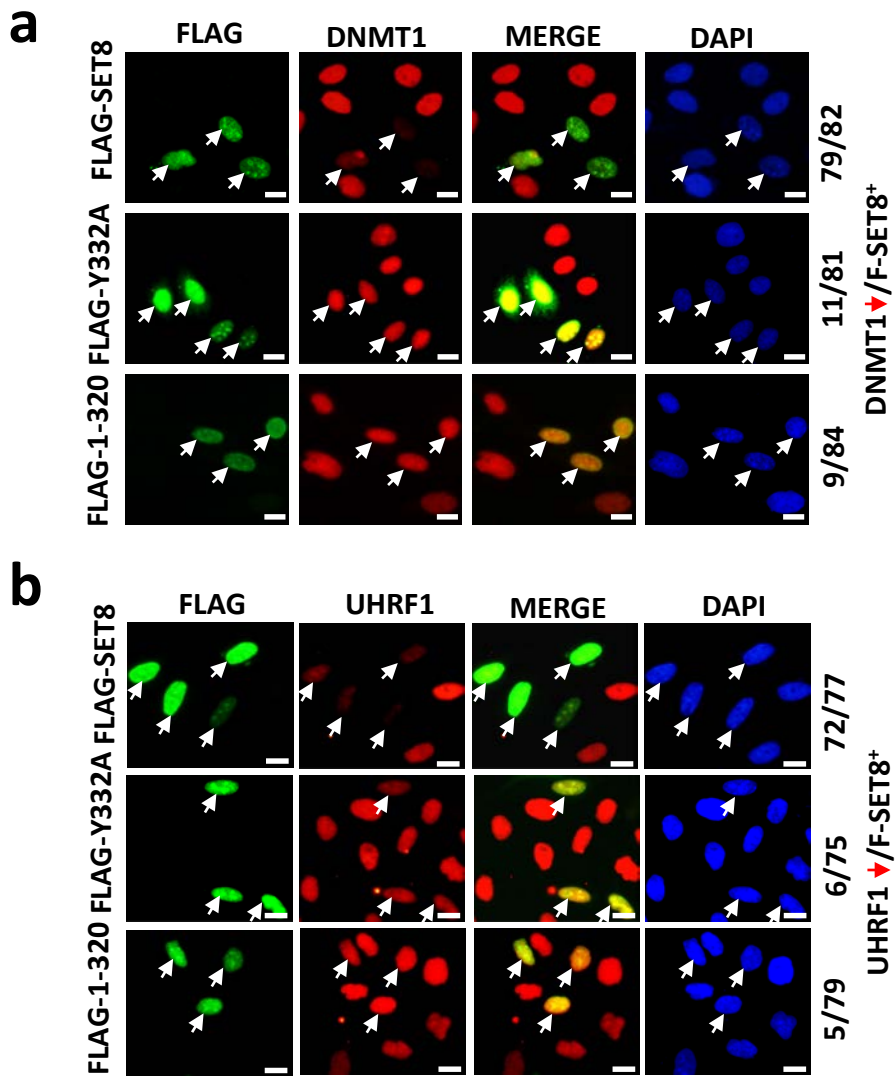 a
FLAG DNMT1 MERGE DAPI
FLAG-SET8
79/82
FLAG-Y332A
11/81
FLAG-1-320
9/84
DNMT1 /F-SET8⁺
b
FLAG UHRF1 MERGE DAPI
FLAG-SET8
72/77
FLAG-Y332A
6/75
FLAG-1-320
5/79
UHRF1 /F-SET8⁺